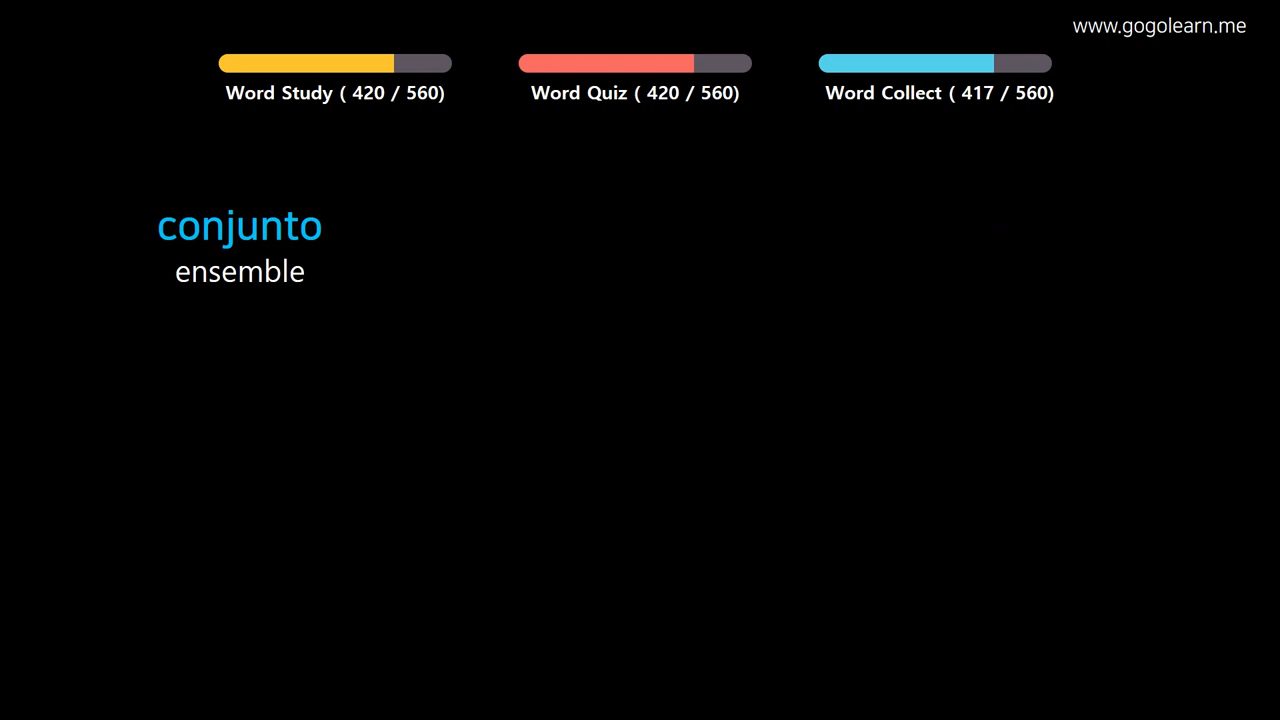 www.gogolearn.me
Word Study ( 420 / 560)
Word Quiz ( 420 / 560)
Word Collect ( 417 / 560)
conjunto
ensemble